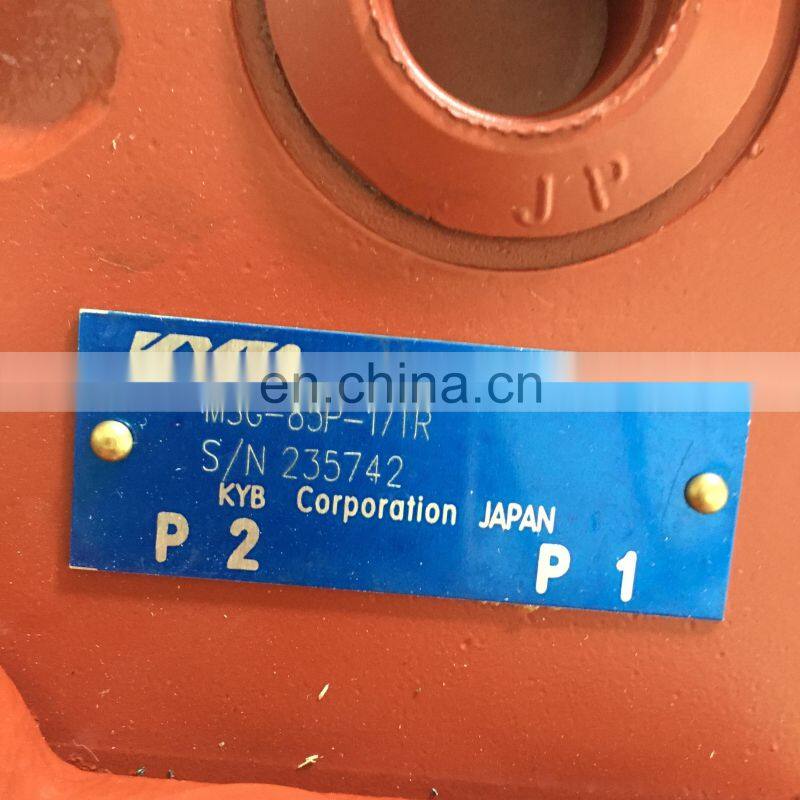 JP
en.china.cn
S/N 235742
KYB Corporation JAPAN
P 2 P 1